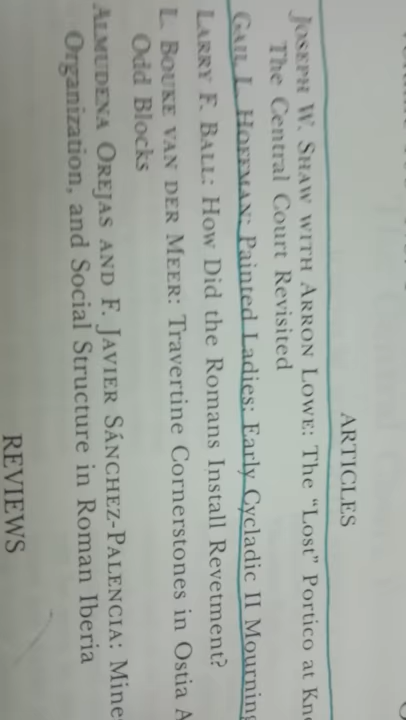 ARTICLES
JOSEPH W. SHAW WITH ARRON LOWE: The "Lost" Portico at
The Central Court Revisited
GAIL L. HOFFMAN: Painted Ladies: Early Cycladic II Mourning
LARRY F. BALL: How Did the Romans Install Revetment?
L. BOUKE VAN DER MEER: Travertine Cornerstones in Ostia
Odd Blocks
ALMUDENA OREJAS AND F. JAVIER SÁNCHEZ-PALENCIA:
Organization, and Social Structure in Roman Iberia
REVIEWS